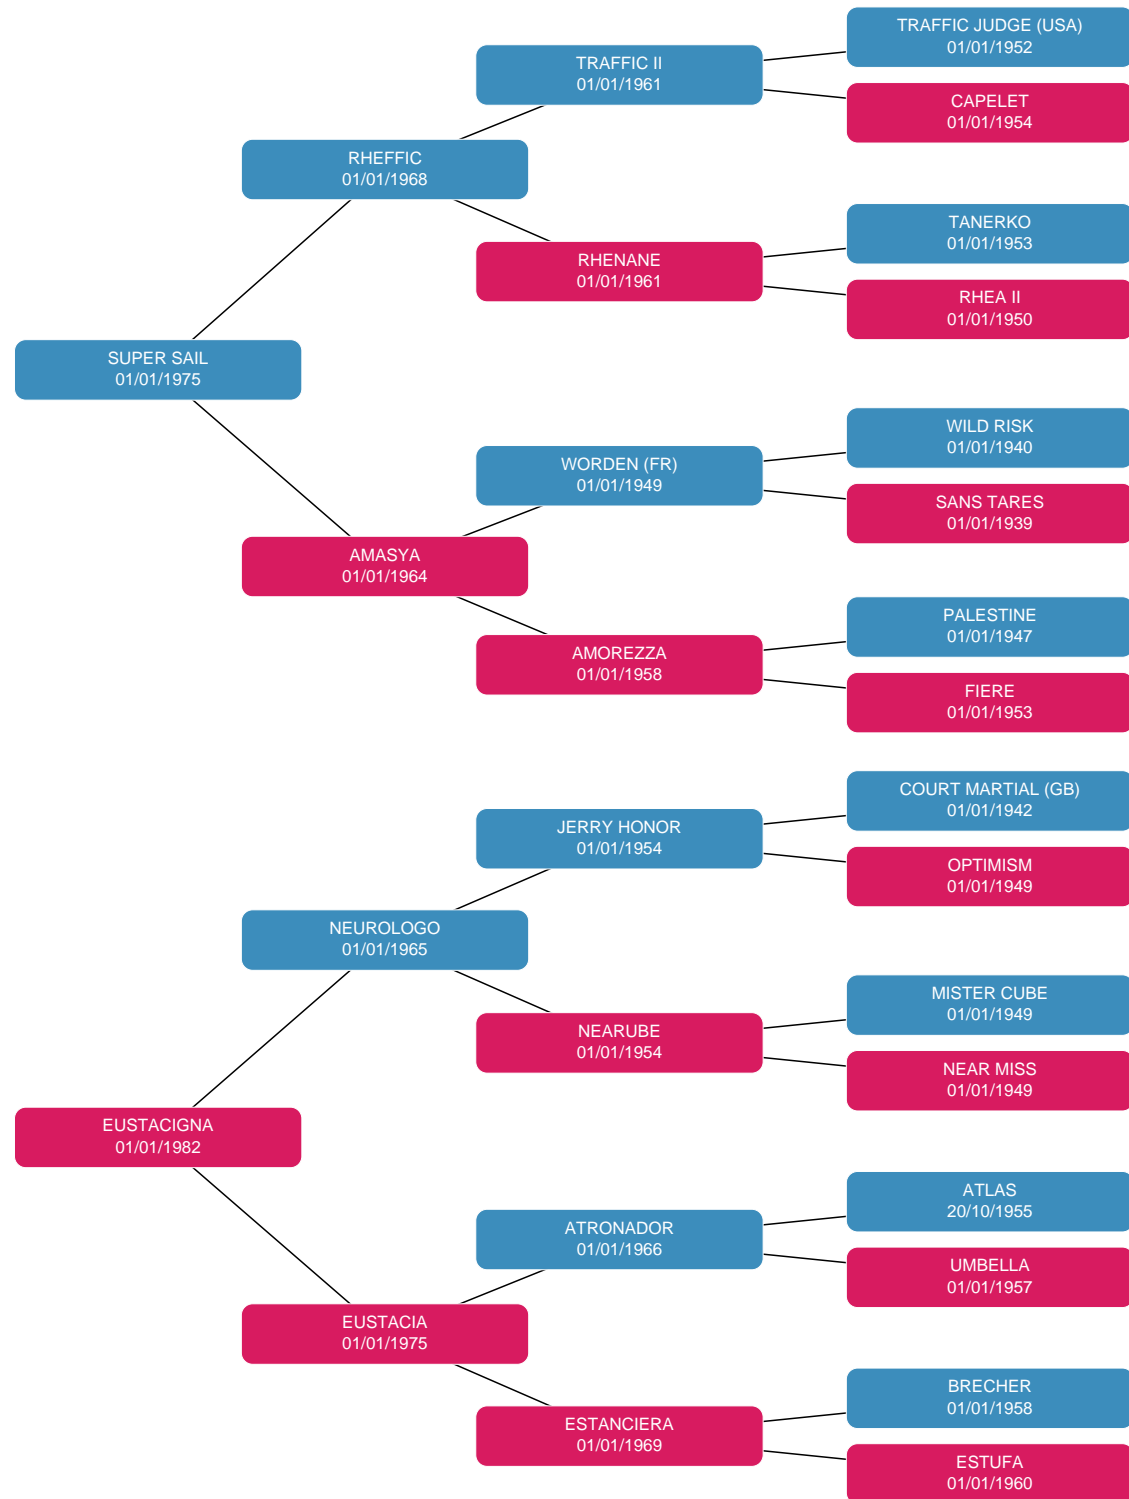 TRAFFIC JUDGE (USA)
01/01/1952
TRAFFIC II
01/01/1961
CAPELET
01/01/1954
RHEFFIC
01/01/1968
TANERKO
01/01/1953
RHENANE
01/01/1961
RHEA II
01/01/1950
SUPER SAIL
01/01/1975
WILD RISK
01/01/1940
WORDEN (FR)
01/01/1949
SANS TARES
01/01/1939
AMASYA
01/01/1964
PALESTINE
01/01/1947
AMOREZZA
01/01/1958
FIERE
01/01/1953
COURT MARTIAL (GB)
01/01/1942
JERRY HONOR
01/01/1954
OPTIMISM
01/01/1949
NEUROLOGO
01/01/1965
MISTER CUBE
01/01/1949
NEARUBE
01/01/1954
NEAR MISS
01/01/1949
EUSTACIGNA
01/01/1982
ATLAS
20/10/1955
ATRONADOR
01/01/1966
UMBELLA
01/01/1957
EUSTACIA
01/01/1975
BRECHER
01/01/1958
ESTANCIERA
01/01/1969
ESTUFA
01/01/1960